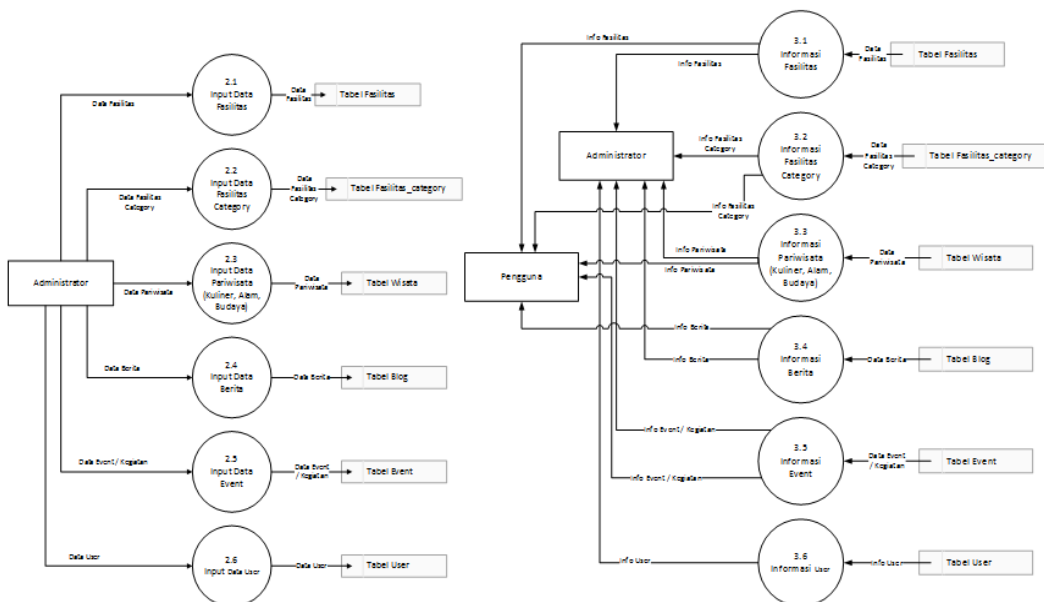 Administrator
Data Fasilitas
2.1
Input Data
Fasilitas
Data
Fasilitas
Tabel Fasilitas
Data Fasilitas
Category
2.2
Input Data
Fasilitas
Category
Data
Fasilitas
Category
Tabel Fasilitas_category
Data Pariwisata
2.3
Input Data
Pariwisata
(Kuliner, Alam,
Budaya)
Data
Pariwisata
Tabel Wisata
Data Berita
2.4
Input Data
Berita
Data Berita
Tabel Blog
Data Event / Kegiatan
2.5
Input Data
Event
Data Event
/ Kegiatan
Tabel Event
Data User
2.6
Input Data User
Data User
Tabel User
Administrator
Pengguna
Info Fasilitas
Info Fasilitas
3.1
Informasi
Fasilitas
Data
Fasilitas
Tabel Fasilitas
Info Fasilitas
Category
Info Fasilitas
Category
3.2
Informasi
Fasilitas
Category
Data
Fasilitas
Category
Tabel Fasilitas_category
Info Pariwisata
Info Pariwisata
3.3
Informasi
Pariwisata
(Kuliner, Alam,
Budaya)
Data
Pariwisata
Tabel Wisata
Info Berita
Info Berita
3.4
Informasi
Berita
Data Berita
Tabel Blog
Info Event / Kegiatan
Info Event / Kegiatan
3.5
Informasi
Event
Data Event
/ Kegiatan
Tabel Event
Info User
3.6
Informasi User
Info User
Tabel User